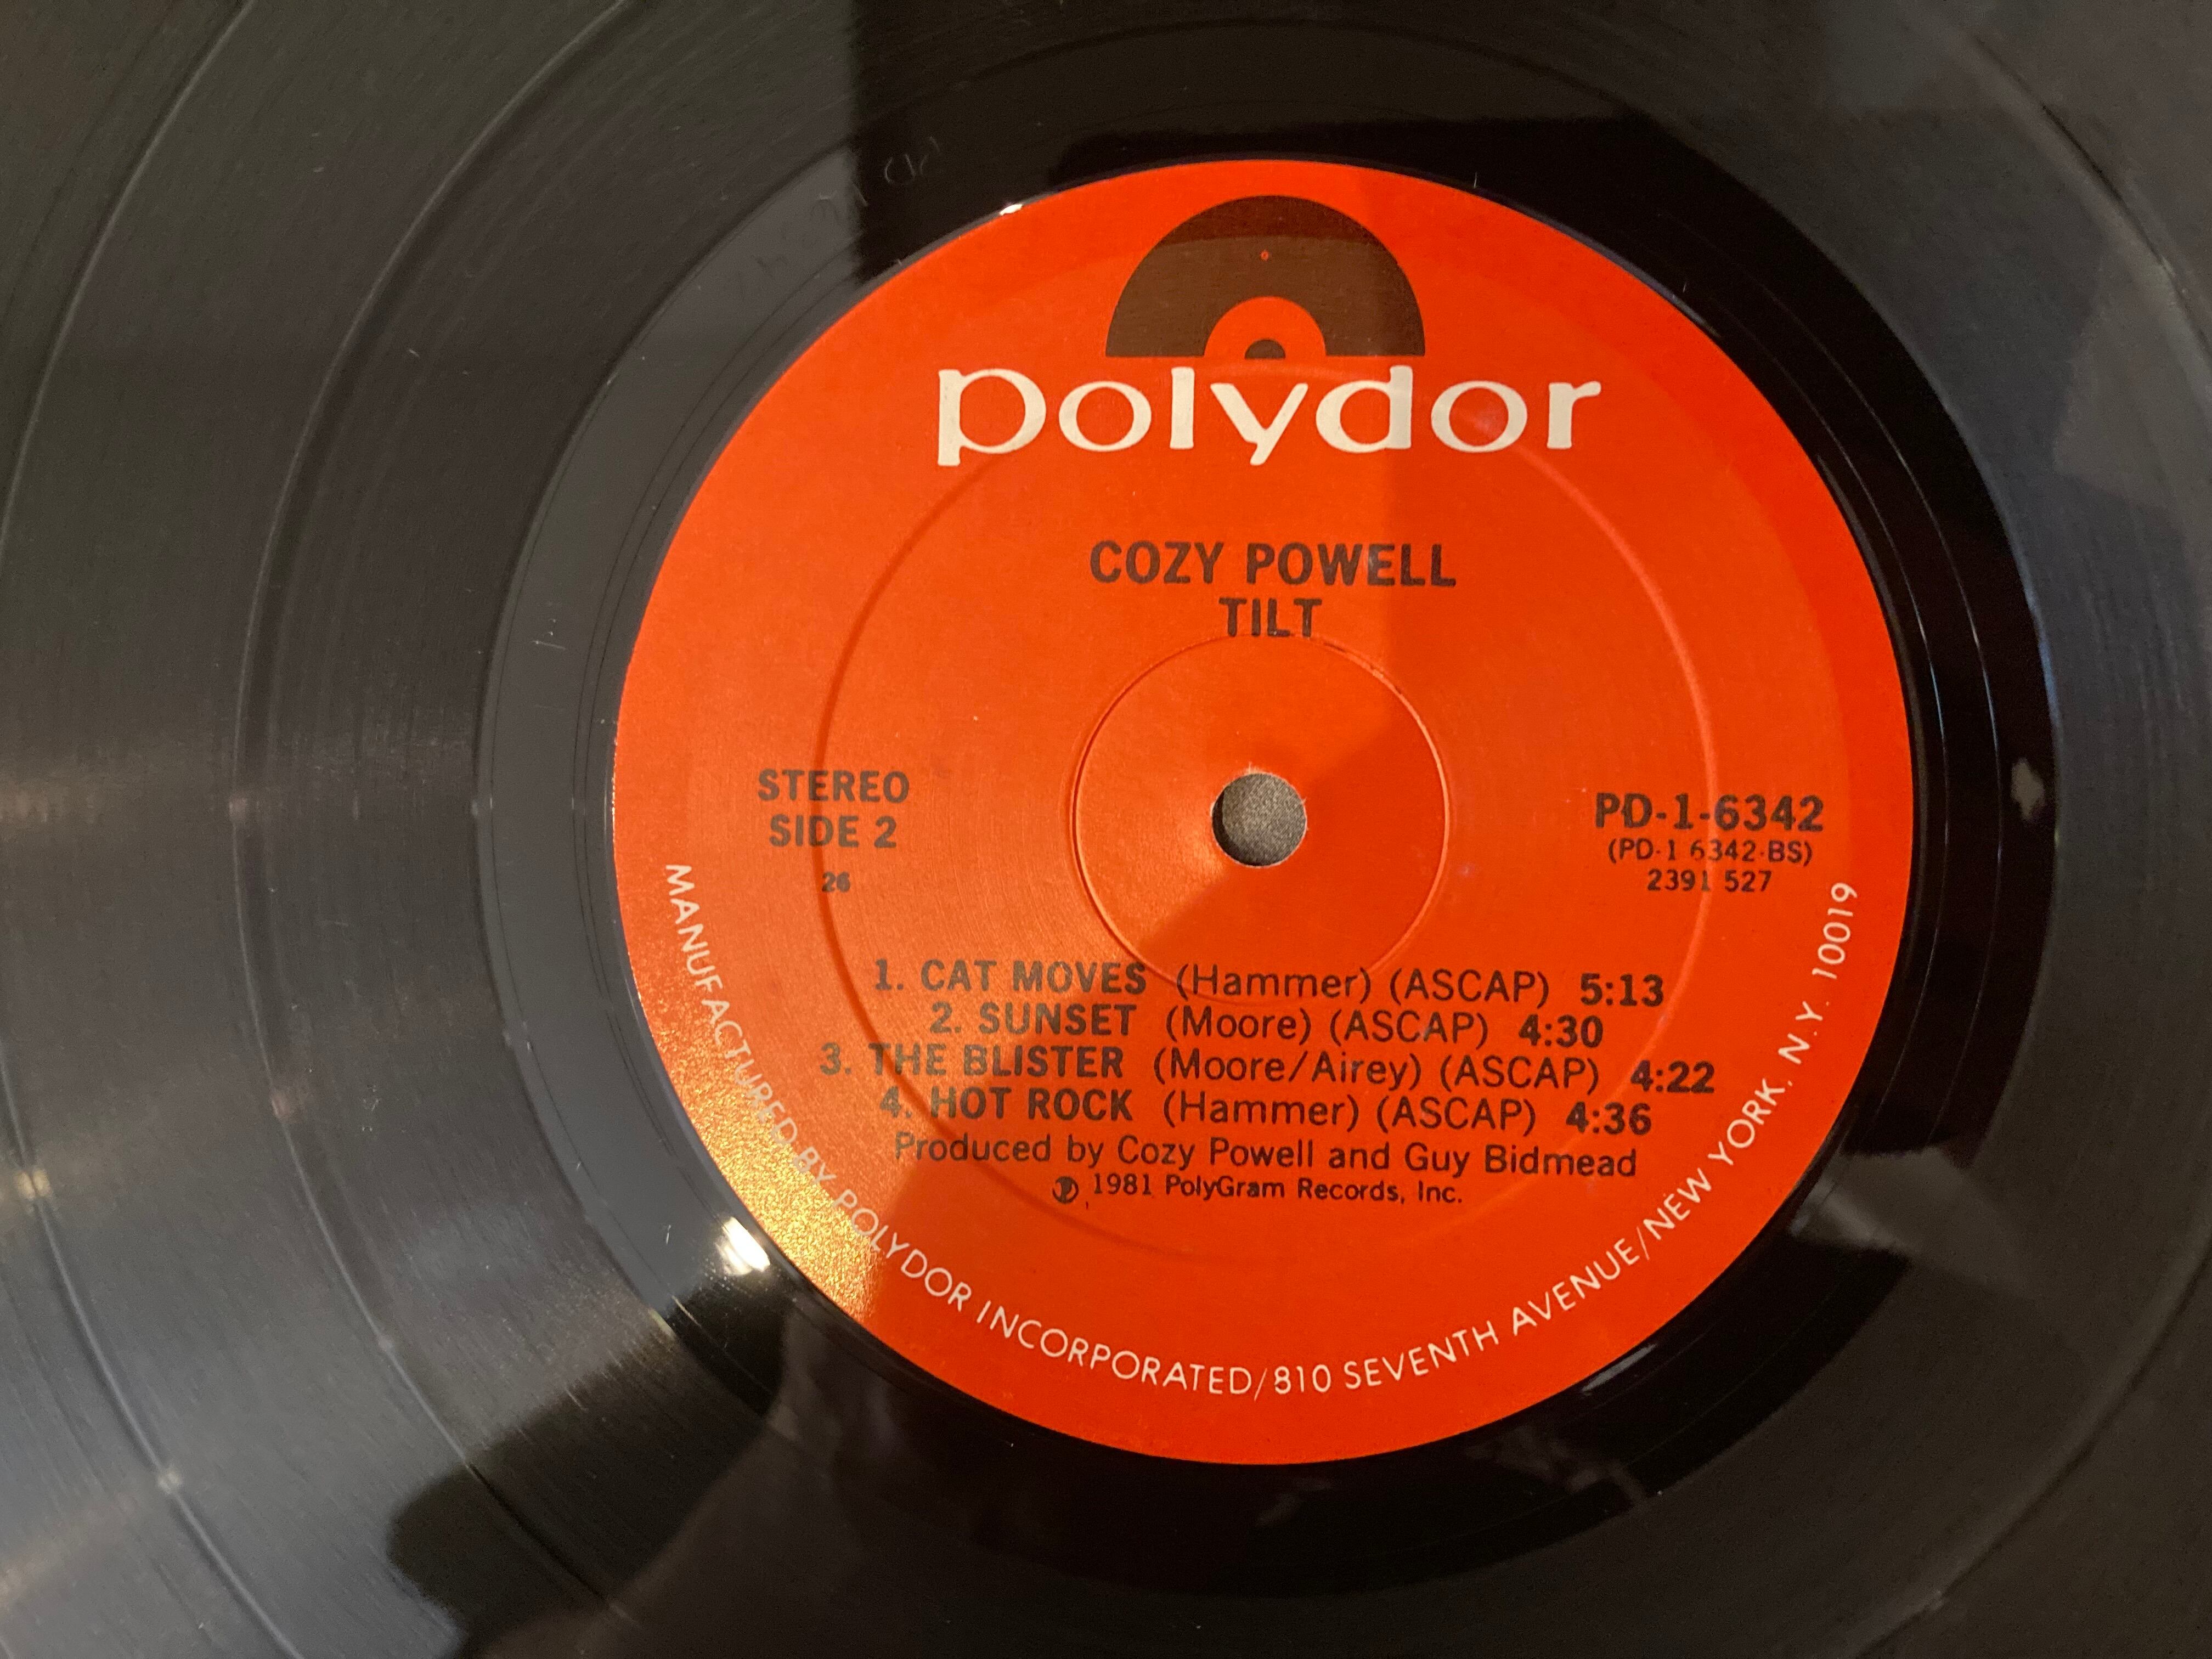 polydor
COZY POWELL
TILT
STEREO
SIDE 2
26
PD-1-6342
(PD-1 6342-BS)
2391 527
1. CAT MOVES (Hammer) (ASCAP) 5:13
2. SUNSET (Moore) (ASCAP) 4:30
3. THE BLISTER (Moore/Airey) (ASCAP) 4:22
4. HOT ROCK (Hammer) (ASCAP) 4:36
Produced by Cozy Powell and Guy Bidmead
℗ 1981 PolyGram Records, Inc.
MANUFACTURED BY POLYDOR INCORPORATED/810 SEVENTH AVENUE/NEW YORK, N.Y. 10019